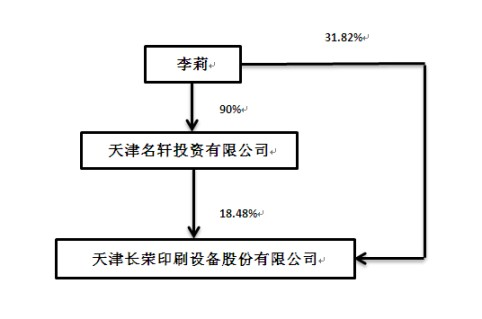 31.82%
李莉
90%
天津名轩投资有限公司
18.48%
天津长荣印刷设备股份有限公司